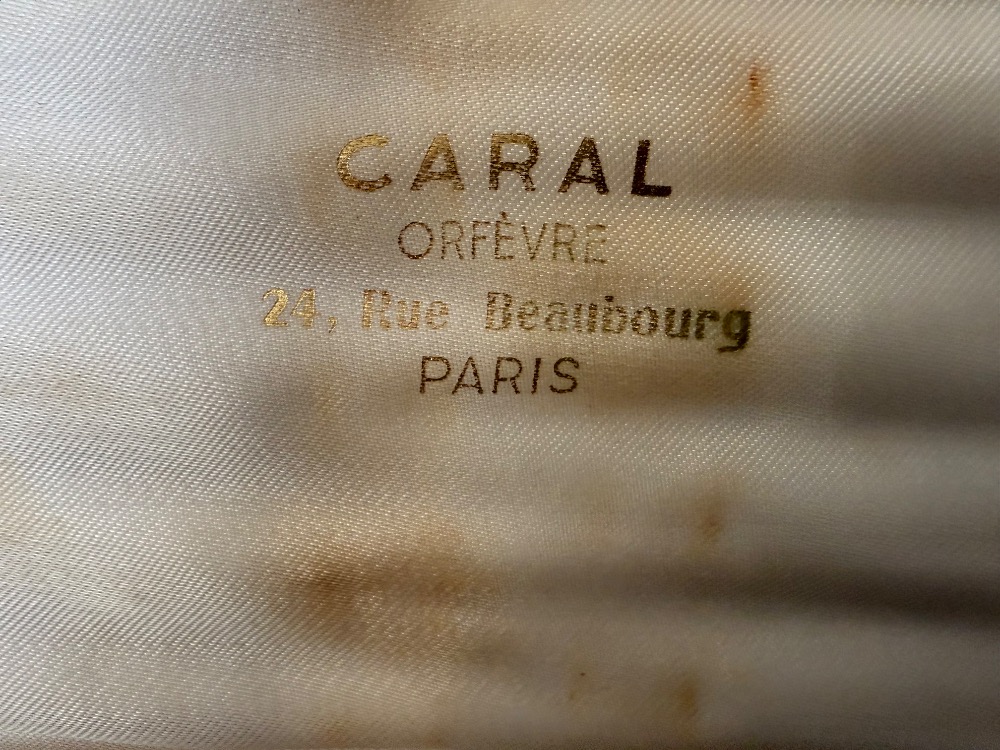 CARAL
ORFÈVRE
24, Rue Beaubourg
PARIS